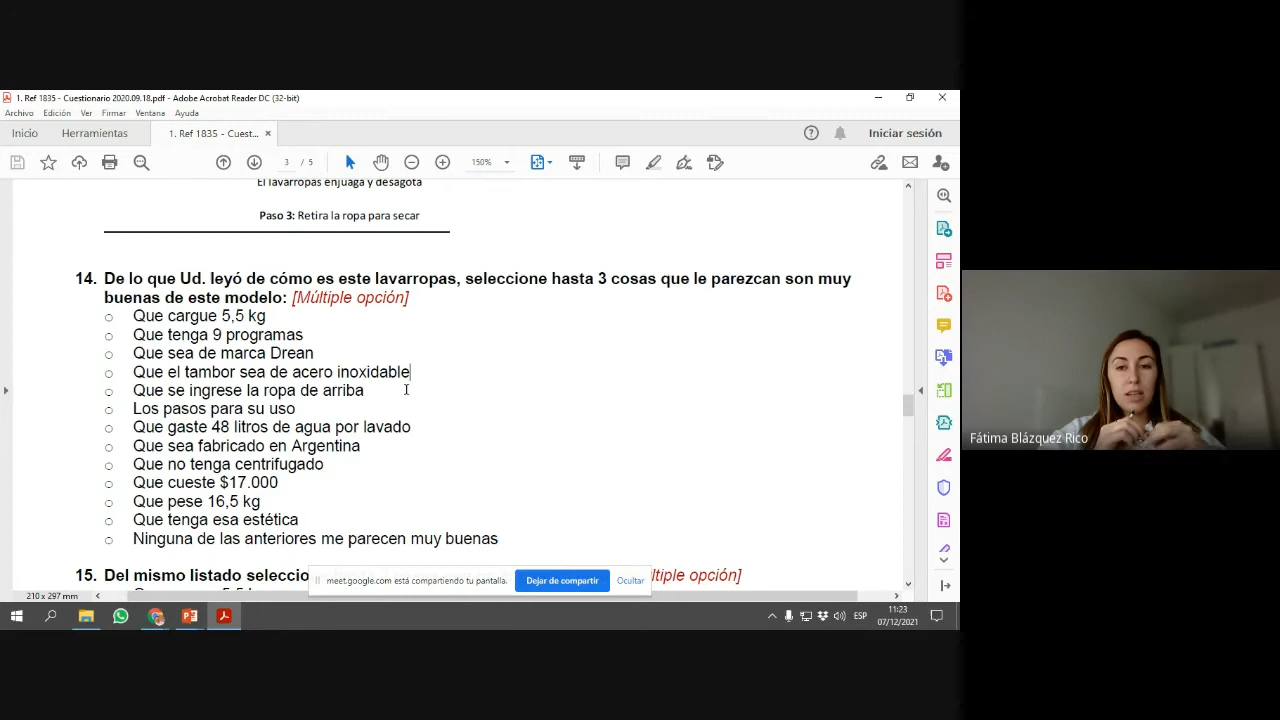 1. Ref 1835 - Cuestionario 2020.09.18.pdf - Adobe Acrobat Reader DC (32-bit)
Archivo Edición Ver Firmar Ventana Ayuda
Inicio Herramientas 1. Ref 1835 - Cuest... × Iniciar sesión
3 / 5 150%
El lavarropas enjuaga y desagota
Paso 3: Retira la ropa para secar
14. De lo que Ud. leyó de cómo es este lavarropas, seleccione hasta 3 cosas que le parezcan son muy
buenas de este modelo: [Múltiple opción]
Que cargue 5,5 kg
Que tenga 9 programas
Que sea de marca Drean
Que el tambor sea de acero inoxidable
Que se ingrese la ropa de arriba
Los pasos para su uso
Que gaste 48 litros de agua por lavado
Que sea fabricado en Argentina
Que no tenga centrifugado
Que cueste $17.000
Que pese 16,5 kg
Que tenga esa estética
Ninguna de las anteriores me parecen muy buenas
15. Del mismo listado seleccio
ltiple opción]
meet.google.com está compartiendo tu pantalla. Dejar de compartir Ocultar
210 x 297 mm
ESP 11:23
07/12/2021
Fátima Blázquez Rico